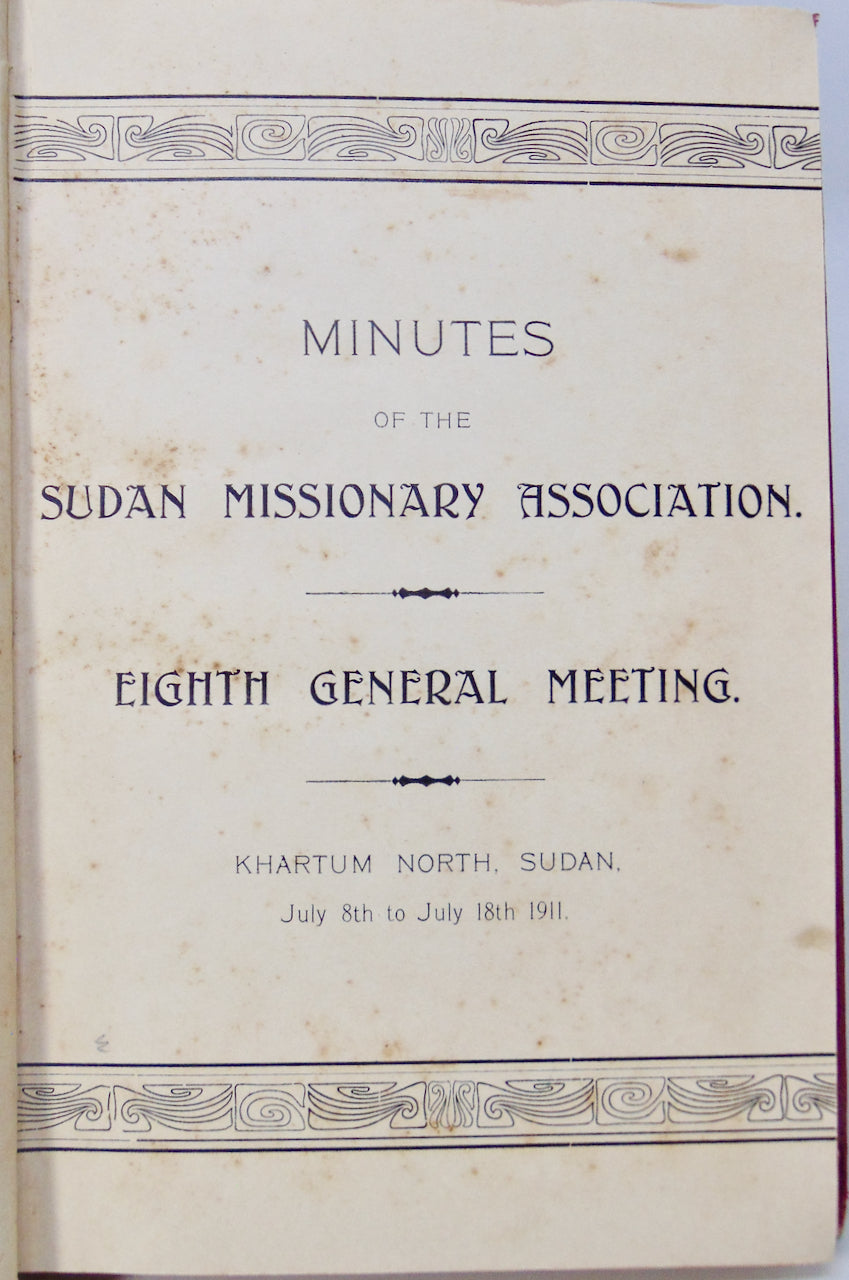 MINUTES
OF THE
SUDAN MISSIONARY ASSOCIATION.
EIGHTH GENERAL MEETING.
KHARTUM NORTH, SUDAN,
July 8th to July 18th 1911.